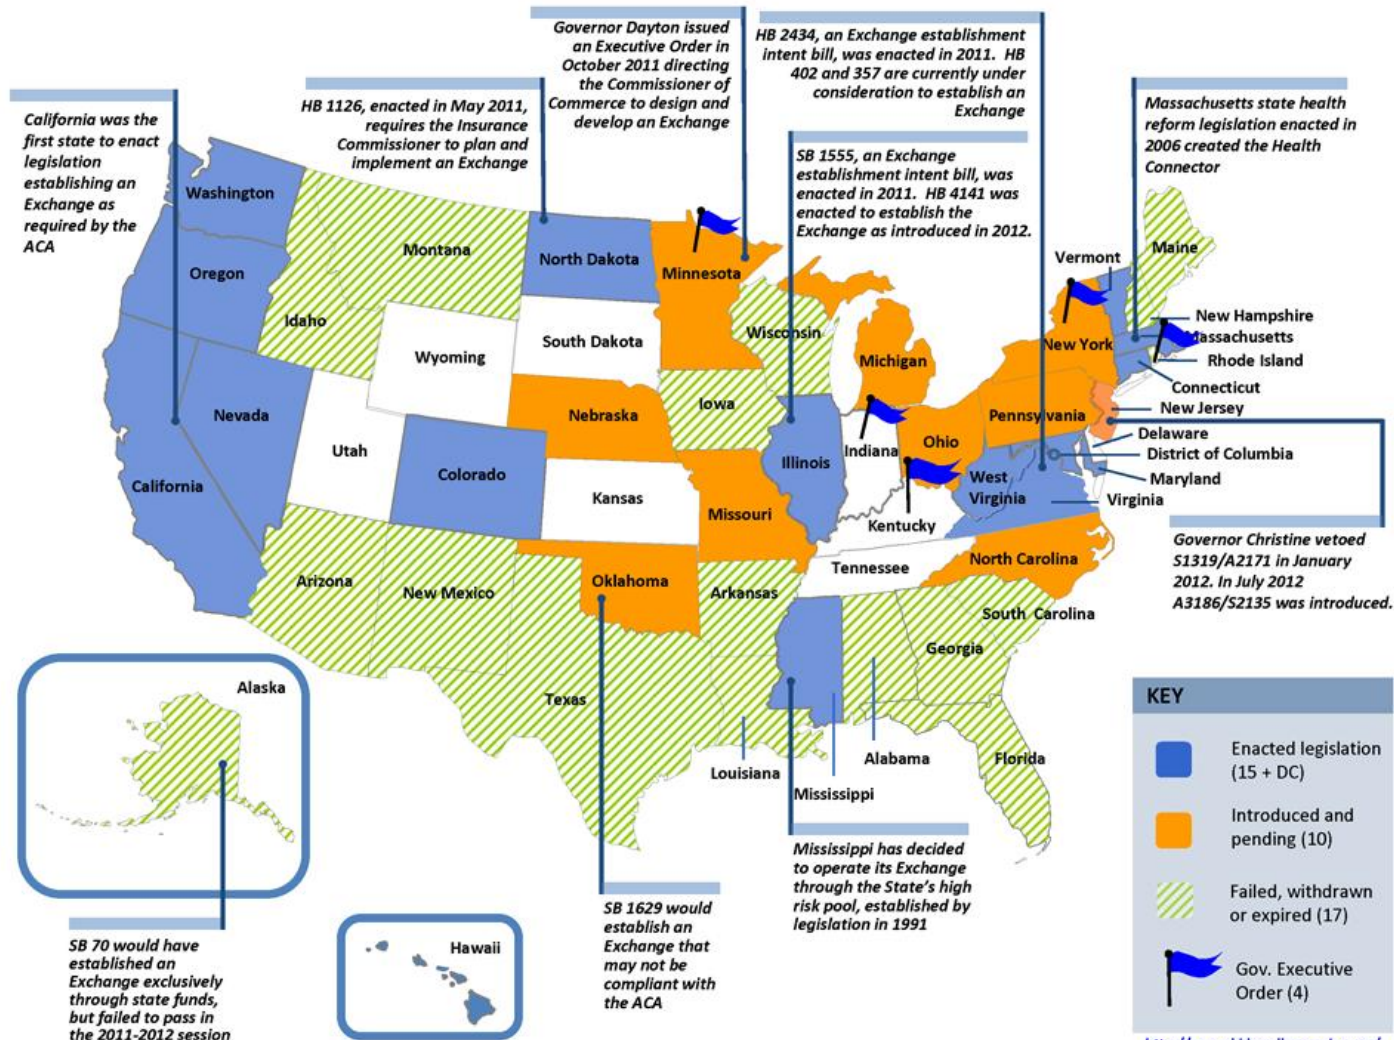 Governor Dayton issued
an Executive Order in
October 2011 directing
the Commissioner of
Commerce to design and
develop an Exchange
HB 2434, an Exchange establishment
intent bill, was enacted in 2011. HB
402 and 357 are currently under
consideration to establish an
Exchange
HB 1126, enacted in May 2011,
requires the Insurance
Commissioner to plan and
implement an Exchange
California was the
first state to enact
legislation
establishing an
Exchange as
required by the
ACA
SB 1555, an Exchange
establishment intent bill, was
enacted in 2011. HB 4141 was
enacted to establish the
Exchange as introduced in 2012.
Massachusetts state health
reform legislation enacted in
2006 created the Health
Connector
Washington
Oregon
Montana
Idaho
North Dakota
Minnesota
South Dakota
Wyoming
Wisconsin
Michigan
Vermont
Maine
New Hampshire
Massachusetts
New York
Rhode Island
Connecticut
New Jersey
Pennsylvania
Delaware
District of Columbia
Maryland
Virginia
West
Virginia
Ohio
Indiana
Illinois
Iowa
Nebraska
Nevada
Utah
Colorado
California
Kansas
Missouri
Kentucky
Tennessee
North Carolina
South Carolina
Georgia
Arizona
New Mexico
Oklahoma
Arkansas
Texas
Louisiana
Mississippi
Alabama
Florida
Alaska
Hawaii
Governor Christine vetoed
S1319/A2171 in January
2012. In July 2012
A3186/S2135 was introduced.
Mississippi has decided
to operate its Exchange
through the State's high
risk pool, established by
legislation in 1991
SB 1629 would
establish an
Exchange that
may not be
compliant with
the ACA
SB 70 would have
established an
Exchange exclusively
through state funds,
but failed to pass in
the 2011-2012 session
KEY
Enacted legislation
(15 + DC)
Introduced and
pending (10)
Failed, withdrawn
or expired (17)
Gov. Executive
Order (4)